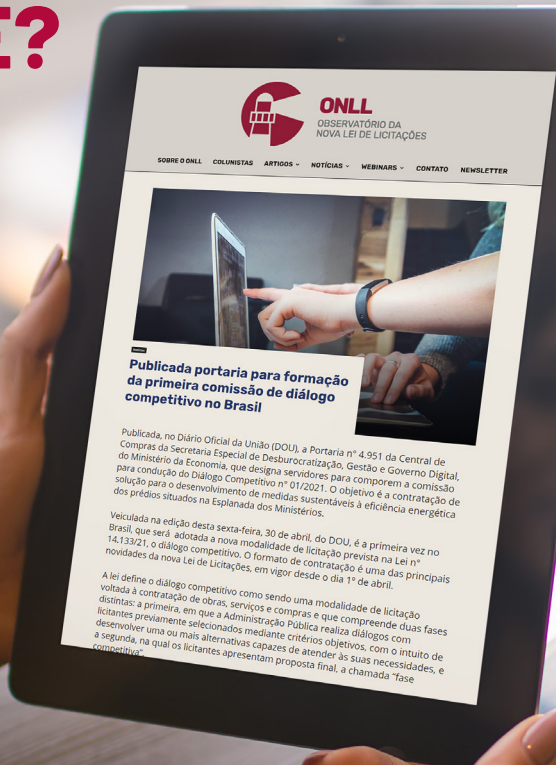 E?
ONLL
OBSERVATÓRIO DA
NOVA LEI DE LICITAÇÕES
SOBRE O ONLL COLUNISTAS ARTIGOS NOTÍCIAS WEBINARS CONTATO NEWSLETTER
Publicada portaria para formação
da primeira comissão de diálogo
competitivo no Brasil
Publicada, no Diário Oficial da União (DOU), a Portaria n° 4.951 da Central de
Compras da Secretaria Especial de Desburocratização, Gestão e Governo Digital,
do Ministério da Economia, que designa servidores para comporem a comissão
para condução do Diálogo Competitivo n° 01/2021. O objetivo é a contratação de
solução para o desenvolvimento de medidas sustentáveis à eficiência energética
dos prédios situados na Esplanada dos Ministérios.
Veiculada na edição desta sexta-feira, 30 de abril, do DOU, é a primeira vez no
Brasil, que será adotada a nova modalidade de licitação prevista na Lei n°
14.133/21, o diálogo competitivo. O formato de contratação é uma das principais
novidades da nova Lei de Licitações, em vigor desde o dia 1° de abril.
A lei define o diálogo competitivo como sendo uma modalidade de licitação
voltada à contratação de obras, serviços e compras e que compreende duas fases
distintas: a primeira, em que a Administração Pública realiza diálogos com
licitantes previamente selecionados mediante critérios objetivos, com o intuito de
desenvolver uma ou mais alternativas capazes de atender às suas necessidades, e
a segunda, na qual os licitantes apresentam proposta final, a chamada "fase
competitiva".